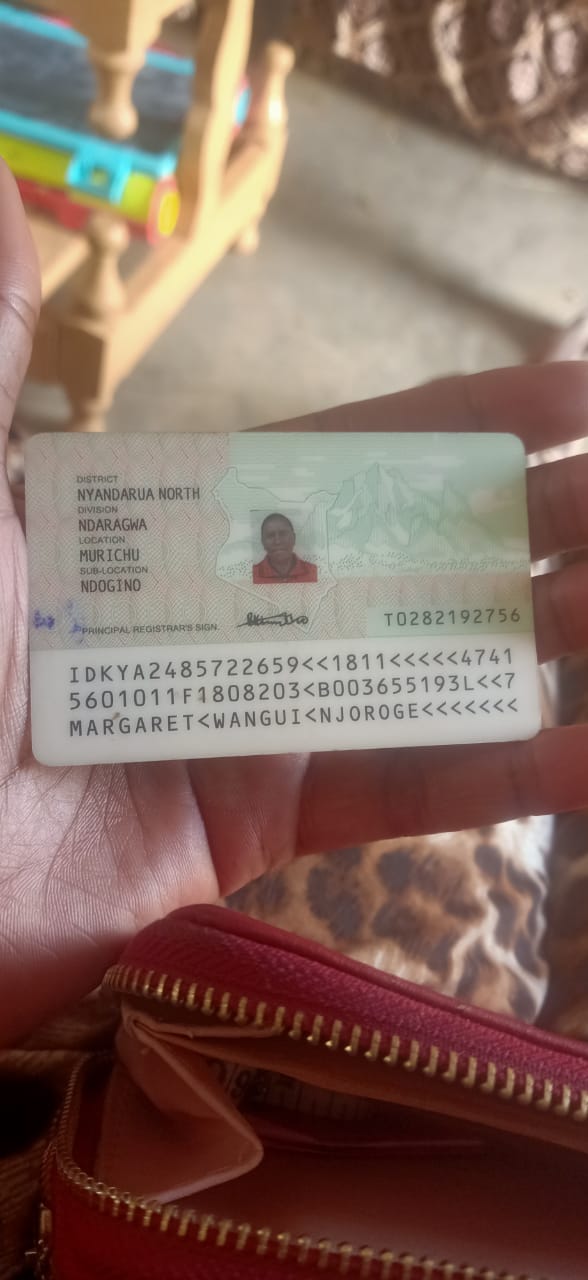 DISTRICT
NYANDARUA NORTH
DIVISION
NDARAGWA
LOCATION
MURICHU
SUB-LOCATION
NDOGINO
PRINCIPAL REGISTRAR'S SIGN.
TO282192756
IDKYA2485722659<<1811<<<<<4741
5601011F1808203<B003655193L<<7
MARGARET<WANGUI<NJOROGE<<<<<<<